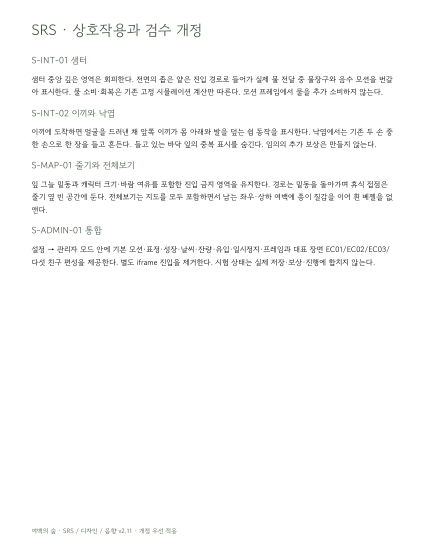 SRS · 상호작용과 검수 개정
S-INT-01 샘터
샘터 중앙 깊은 영역은 회피한다. 전면의 좁은 얕은 진입 경로로 들어가 실제 물 전달 중 물장구와 음수 모션을 번갈
아 표시한다. 물 소비·회복은 기존 고정 시뮬레이션 계산만 따른다. 모션 프레임에서 물을 추가 소비하지 않는다.
S-INT-02 이끼와 낙엽
이끼에 도착하면 얼굴을 드러낸 채 앞쪽 이끼가 몸 아래와 발을 덮는 쉼 동작을 표시한다. 낙엽에서는 기존 두 손 중
한 손으로 한 장을 들고 흔든다. 들고 있는 바닥 잎의 중복 표시를 숨긴다. 임의의 추가 보상은 만들지 않는다.
S-MAP-01 줄기와 전체보기
잎 그늘 밑동과 캐릭터 크기·바람 여유를 포함한 진입 금지 영역을 유지한다. 경로는 밑동을 돌아가며 휴식 접점은
줄기 옆 빈 공간에 둔다. 전체보기는 지도를 모두 포함하면서 남는 좌우·상하 여백에 종이 질감을 이어 흰 베젤을 없
앤다.
S-ADMIN-01 통합
설정 → 관리자 모드 안에 기본 모션·표정·성장·날씨·잔량·유입·일시정지·프레임과 대표 장면 EC01/EC02/EC03/
다섯 친구 편성을 제공한다. 별도 iframe 진입을 제거한다. 시험 상태는 실제 저장·보상·진행에 합치지 않는다.
여백의 숲 · SRS / 디자인 / 음향 v2.11 · 개정 우선 적용